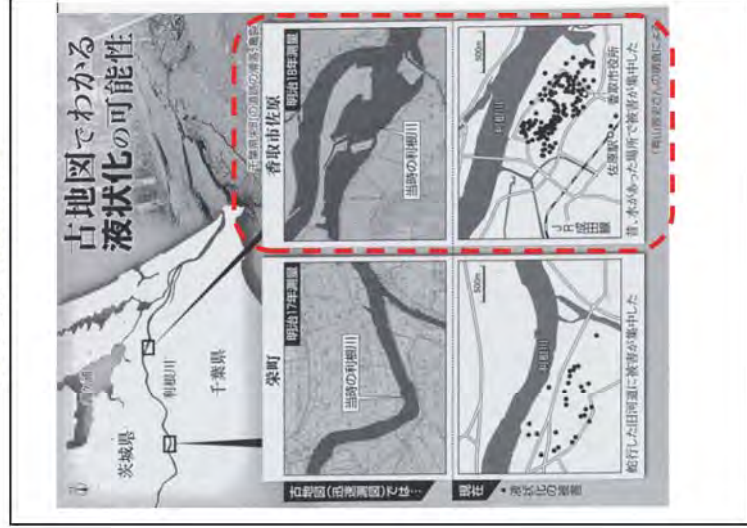 古地図でわかる
液状化の可能性
茨城県
利根川
千葉県
古地図(迅速測図)では…
栄町
明治17年測量
当時の利根川
香取市佐原
明治18年測量
当時の利根川
現在
・液状化の被害
500m
利根川
蛇行した旧河道に被害が集中した
500m
利根川
香取市役所
佐原駅
JR成田線
昔、水があった場所で被害が集中した